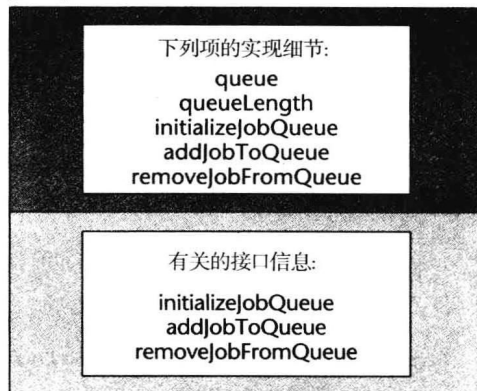 下列项的实现细节:
queue
queueLength
initializeJobQueue
addJobToQueue
removeJobFromQueue
有关的接口信息:
initializeJobQueue
addJobToQueue
removeJobFromQueue